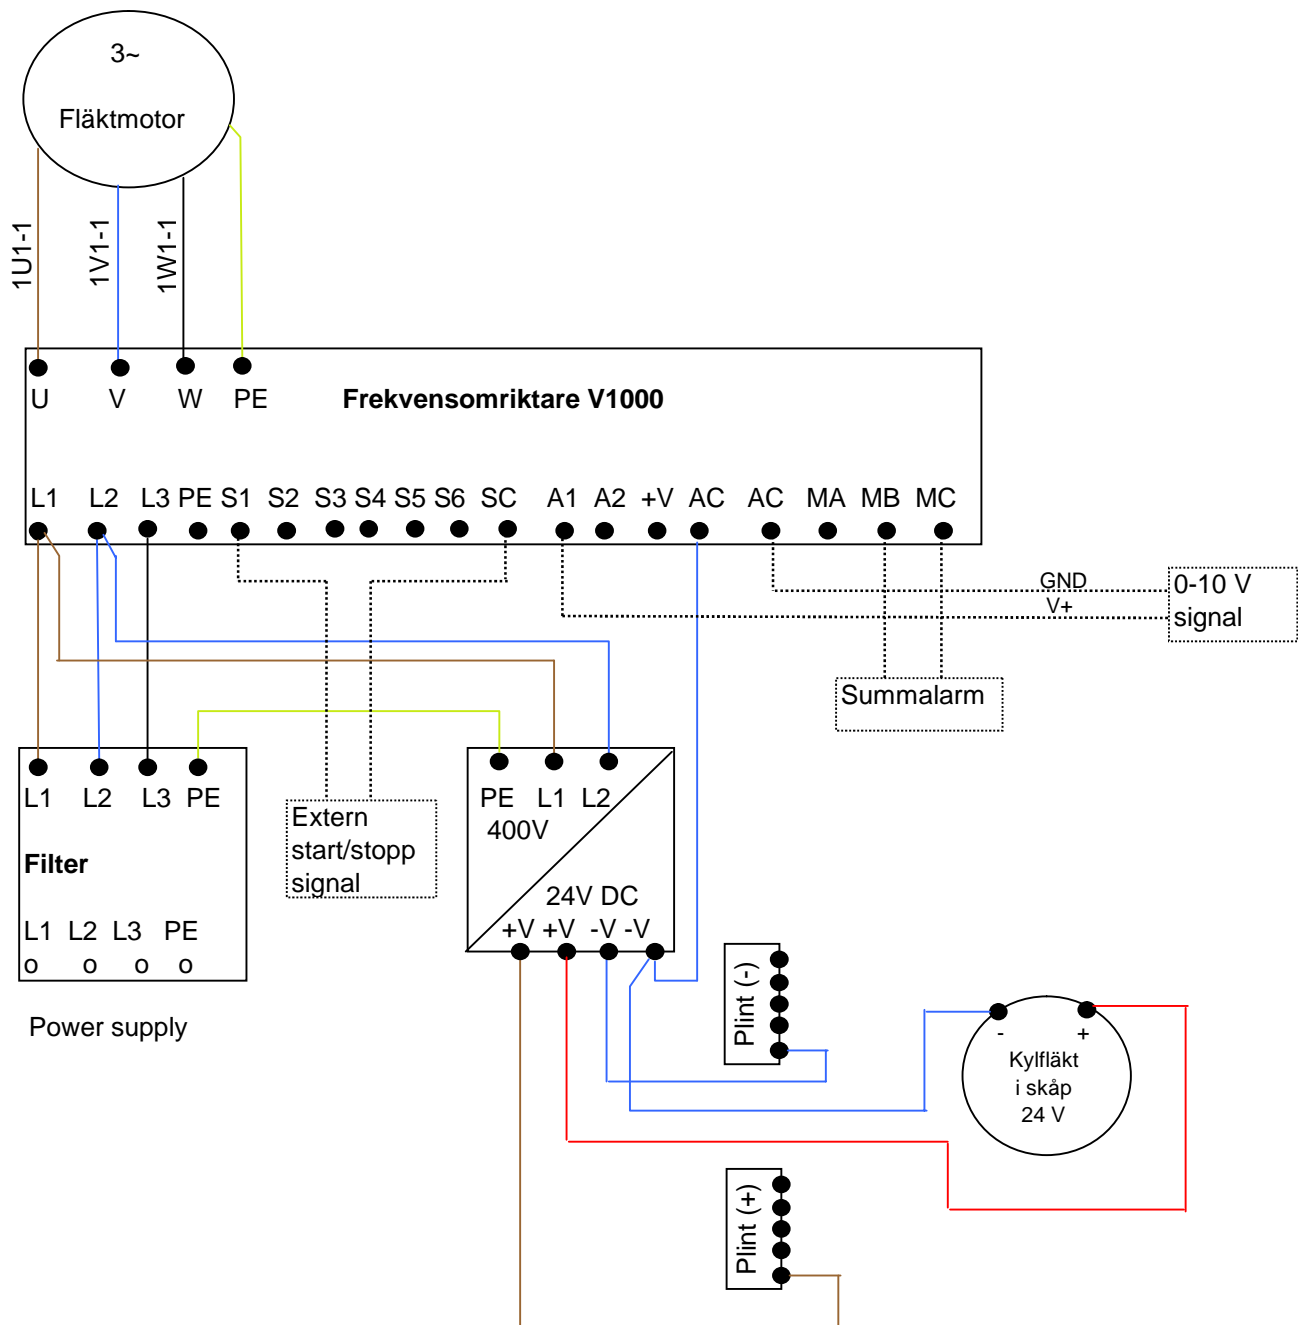 3~
Fläktmotor
1U1-1
1V1-1
1W1-1
U V W PE Frekvensomriktare V1000
L1 L2 L3 PE S1 S2 S3 S4 S5 S6 SC A1 A2 +V AC AC MA MB MC
GND
V+
0-10 V
signal
Summalarm
L1 L2 L3 PE
Filter
L1 L2 L3 PE
o o o o
Power supply
Extern
start/stopp
signal
PE L1 L2
400V
24V DC
+V +V -V -V
Plint (-)
- +
Kylfläkt
i skåp
24 V
Plint (+)